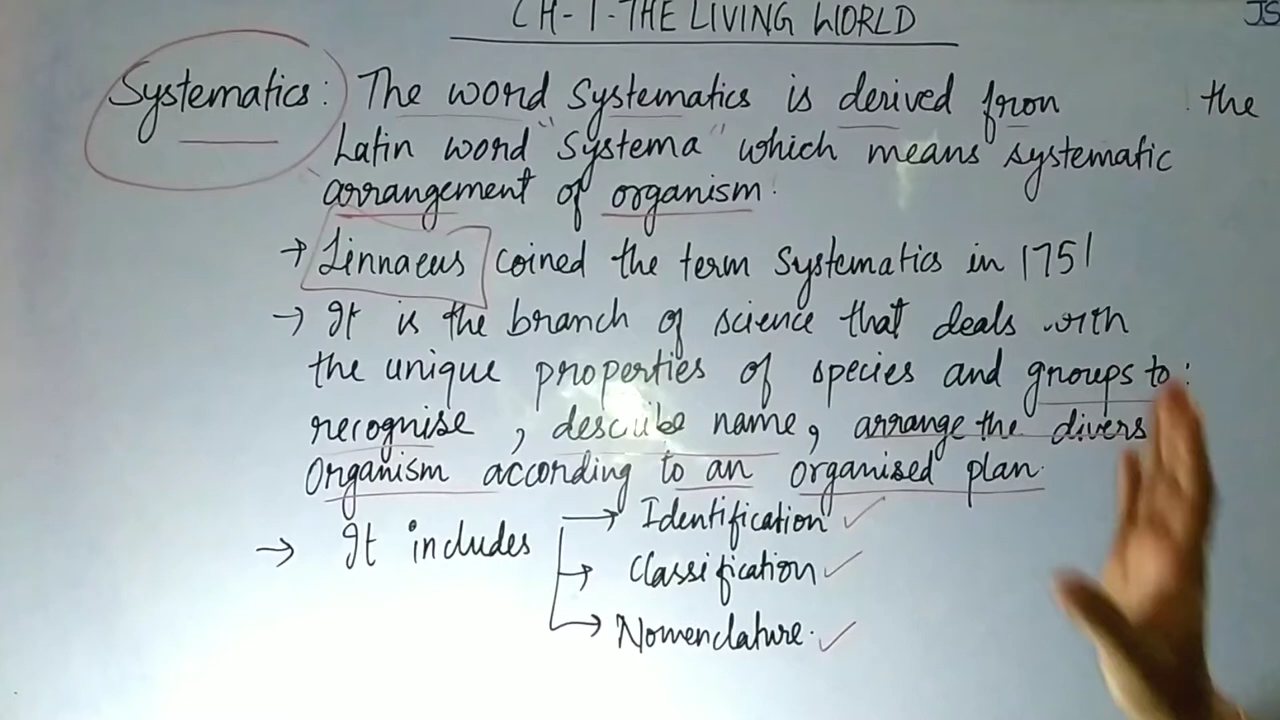 CH-1-THE LIVING WORLD
JS
Systematics: The word systematics is derived fron the
Latin word "Systema" which means systematic
arrangement of organism.
→ Linnaeus coined the term systematics in 1751
→ It is the branch of science that deals with
the unique properties of species and groups to:
recognise, describe name, arrange the divers
Organism according to an organised plan.
→ It includes → Identification ✓
→ Classification ✓
→ Nomenclature. ✓